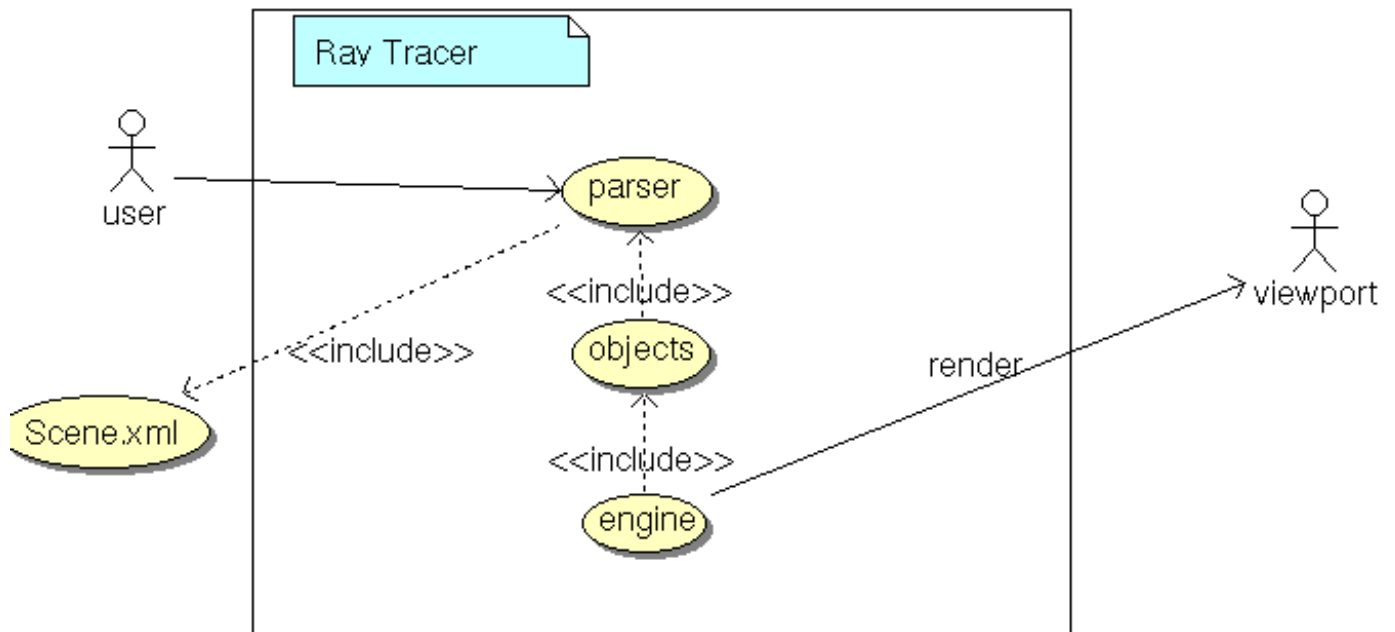 Ray Tracer
user
parser
viewport
<<include>>
objects
<<include>>
render
Scene.xml
<<include>>
engine